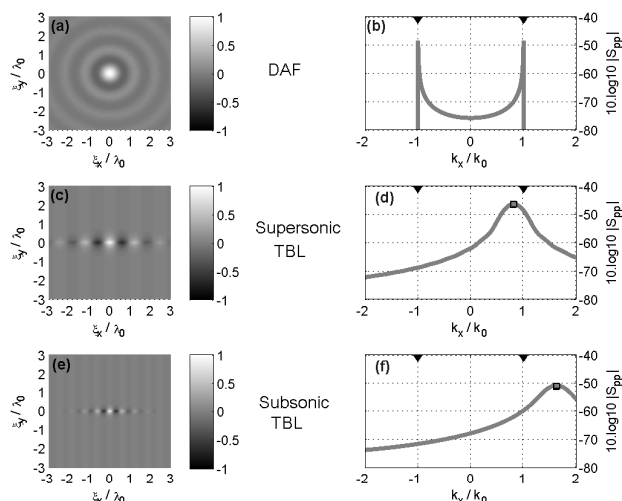 (a)
ξy / λ0
3
2
1
0
-1
-2
-3
-3 -2 -1 0 1 2 3
ξx / λ0
1
0.5
0
-0.5
-1
DAF
(b)
-40
-50
-60
-70
-80
10.log10 |Spp|
-2 -1 0 1 2
kx / k0
(c)
ξy / λ0
3
2
1
0
-1
-2
-3
-3 -2 -1 0 1 2 3
ξx / λ0
1
0.5
0
-0.5
-1
Supersonic
TBL
(d)
-40
-50
-60
-70
-80
10.log10 |Spp|
-2 -1 0 1 2
kx / k0
(e)
ξy / λ0
3
2
1
0
-1
-2
-3
-3 -2 -1 0 1 2 3
ξx / λ0
1
0.5
0
-0.5
-1
Subsonic
TBL
(f)
-40
-50
-60
-70
-80
10.log10 |Spp|
-2 -1 0 1 2
kx / k0